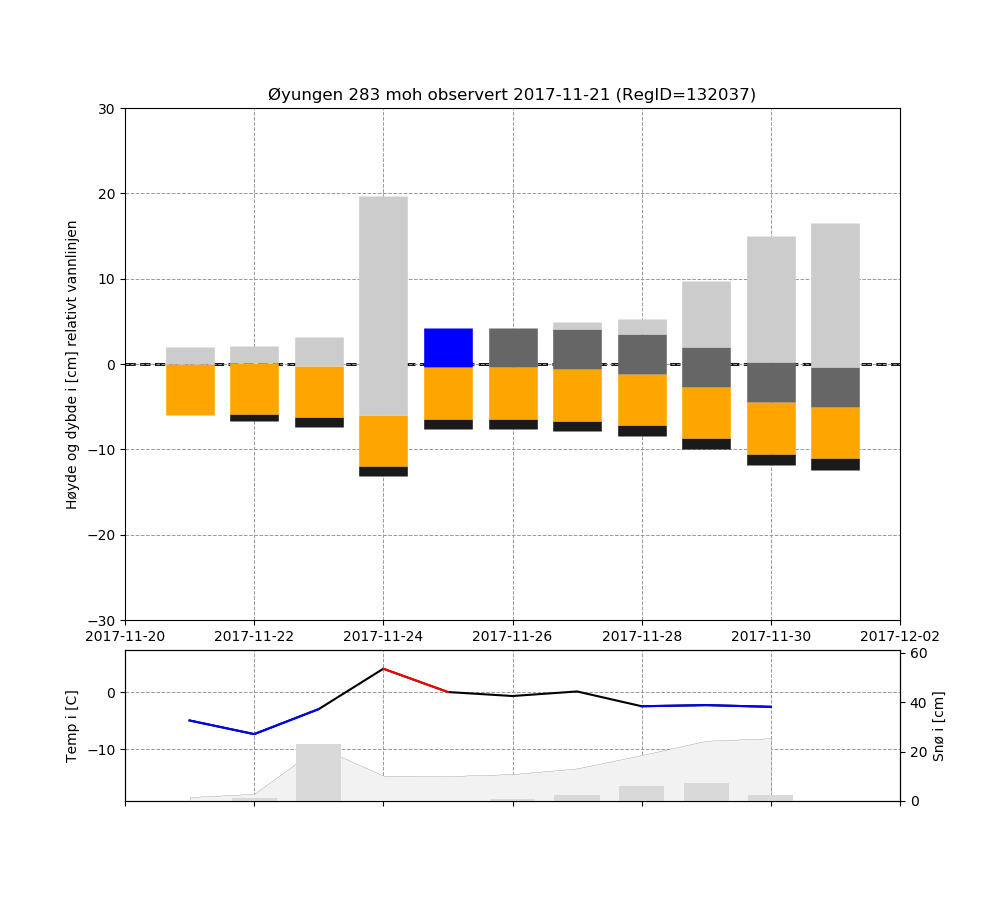 Øyungen 283 moh observert 2017-11-21 (RegID=132037)
30
20
10
0
−10
−20
−30
Høyde og dybde i [cm] relativt vannlinjen
2017-11-20 2017-11-22 2017-11-24 2017-11-26 2017-11-28 2017-11-30 2017-12-02
0
−10
Temp i [C]
60
40
20
0
Snø i [cm]